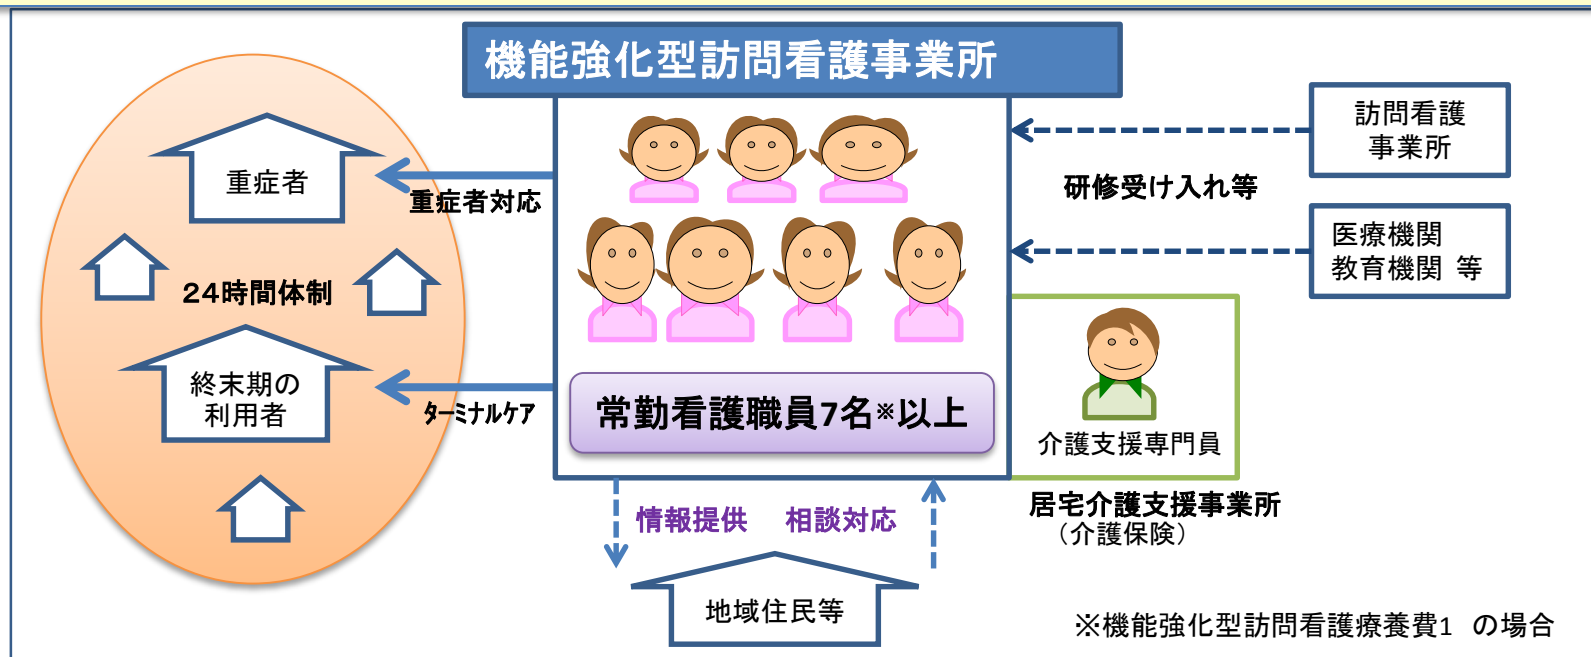 機能強化型訪問看護事業所
重症者
重症者対応
24時間体制
終末期の
利用者
ターミナルケア
常勤看護職員7名※以上
訪問看護
事業所
研修受け入れ等
医療機関
教育機関 等
介護支援専門員
居宅介護支援事業所
（介護保険）
情報提供 相談対応
地域住民等
※機能強化型訪問看護療養費1 の場合